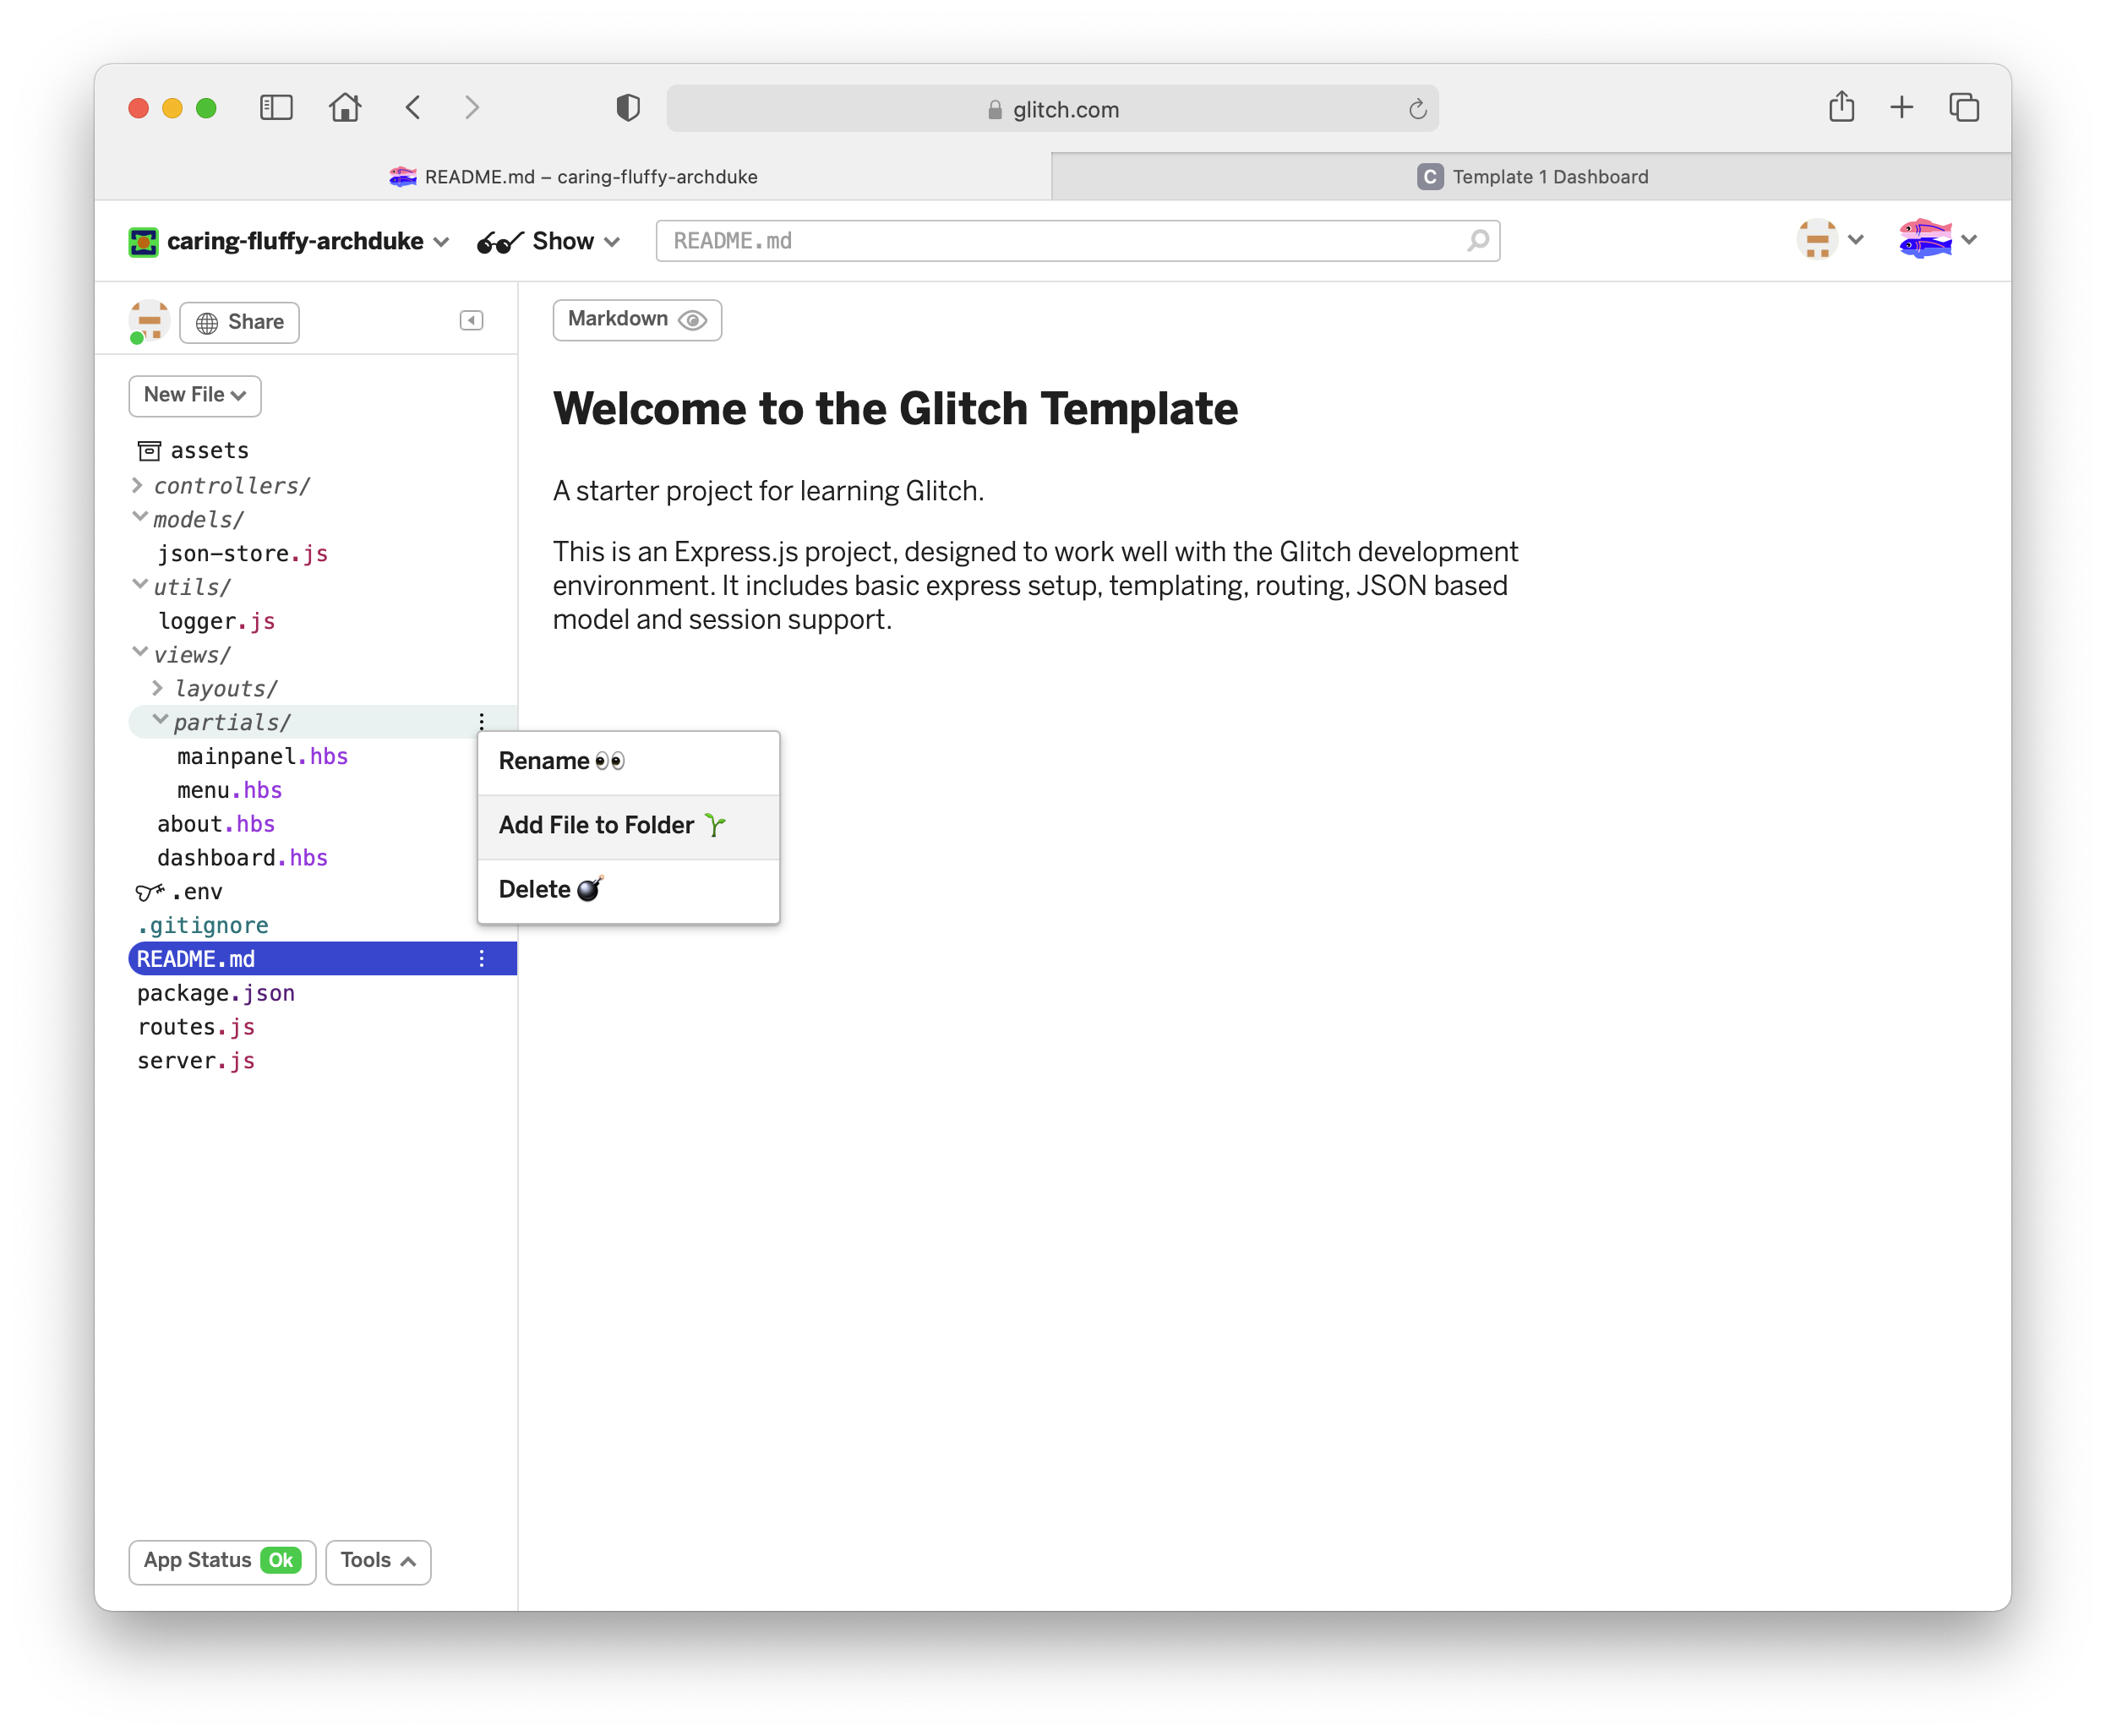 glitch.com
README.md – caring-fluffy-archduke
C Template 1 Dashboard
caring-fluffy-archduke
Show
README.md
Share
Markdown
New File
Welcome to the Glitch Template
assets
controllers/
A starter project for learning Glitch.
models/
json-store.js
This is an Express.js project, designed to work well with the Glitch development
environment. It includes basic express setup, templating, routing, JSON based
model and session support.
utils/
logger.js
views/
layouts/
partials/
mainpanel.hbs
menu.hbs
about.hbs
dashboard.hbs
.env
.gitignore
README.md
package.json
routes.js
server.js
Rename
Add File to Folder
Delete
App Status Ok
Tools